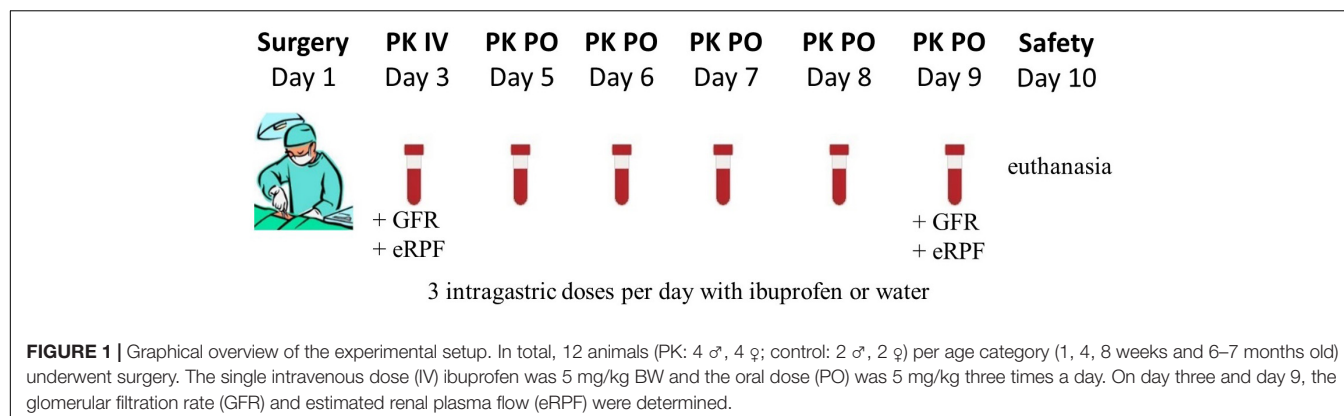 Surgery PK IV PK PO PK PO PK PO PK PO PK PO Safety
Day 1 Day 3 Day 5 Day 6 Day 7 Day 8 Day 9 Day 10
euthanasia
+ GFR + GFR
+ eRPF + eRPF
3 intragastric doses per day with ibuprofen or water
FIGURE 1 | Graphical overview of the experimental setup. In total, 12 animals (PK: 4 ♂, 4 ♀; control: 2 ♂, 2 ♀) per age category (1, 4, 8 weeks and 6–7 months old)
underwent surgery. The single intravenous dose (IV) ibuprofen was 5 mg/kg BW and the oral dose (PO) was 5 mg/kg three times a day. On day three and day 9, the
glomerular filtration rate (GFR) and estimated renal plasma flow (eRPF) were determined.